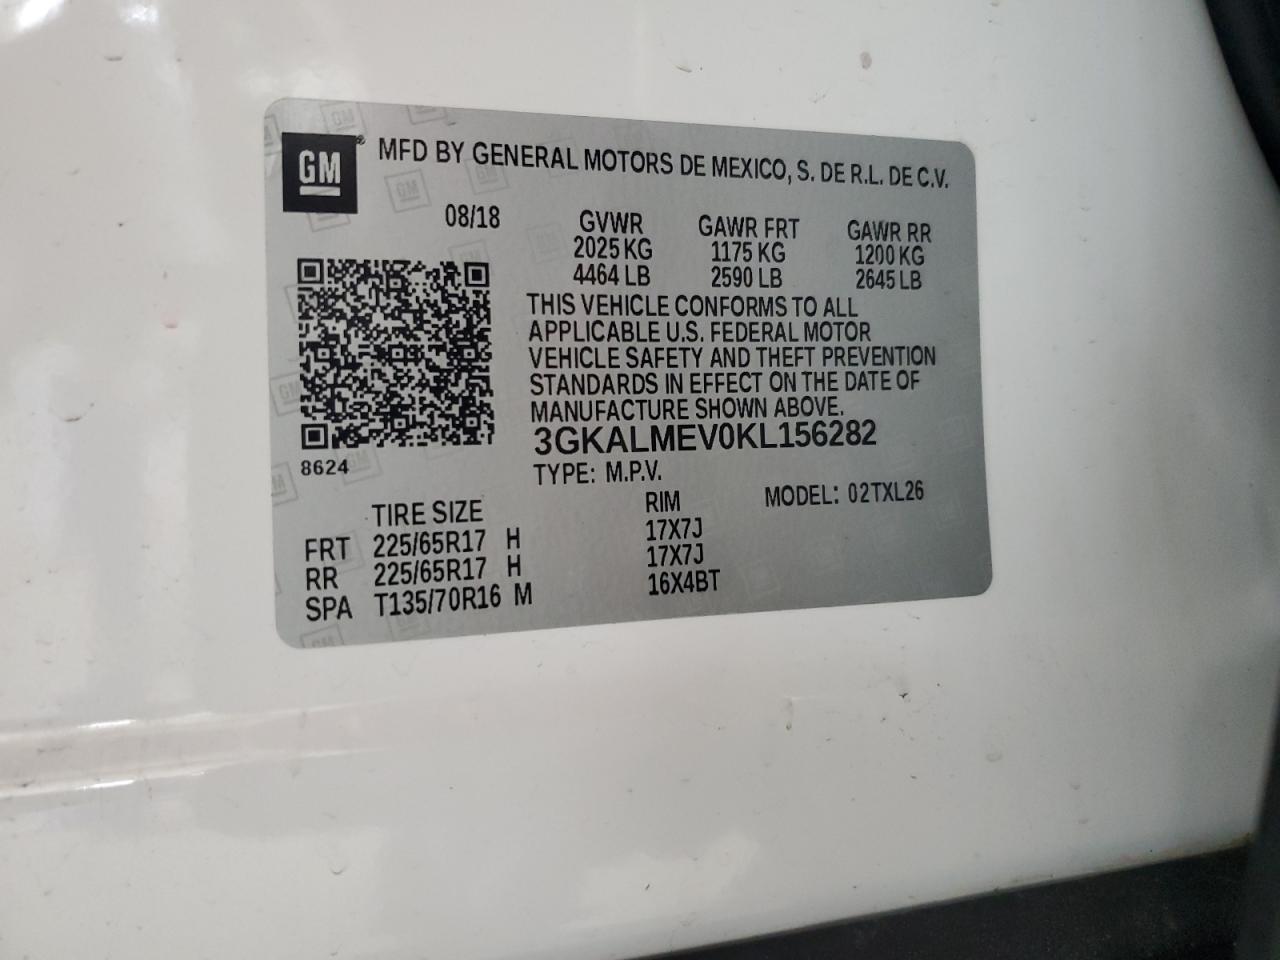 GM
MFD BY GENERAL MOTORS DE MEXICO, S. DE R.L. DE C.V.
08/18 GVWR GAWR FRT GAWR RR
2025 KG 1175 KG 1200 KG
4464 LB 2590 LB 2645 LB
THIS VEHICLE CONFORMS TO ALL
APPLICABLE U.S. FEDERAL MOTOR
VEHICLE SAFETY AND THEFT PREVENTION
STANDARDS IN EFFECT ON THE DATE OF
MANUFACTURE SHOWN ABOVE.
3GKALMEV0KL156282
8624
TYPE: M.P.V. MODEL: 02TXL26
TIRE SIZE RIM
FRT 225/65R17 H 17X7J
RR 225/65R17 H 17X7J
SPA T135/70R16 M 16X4BT